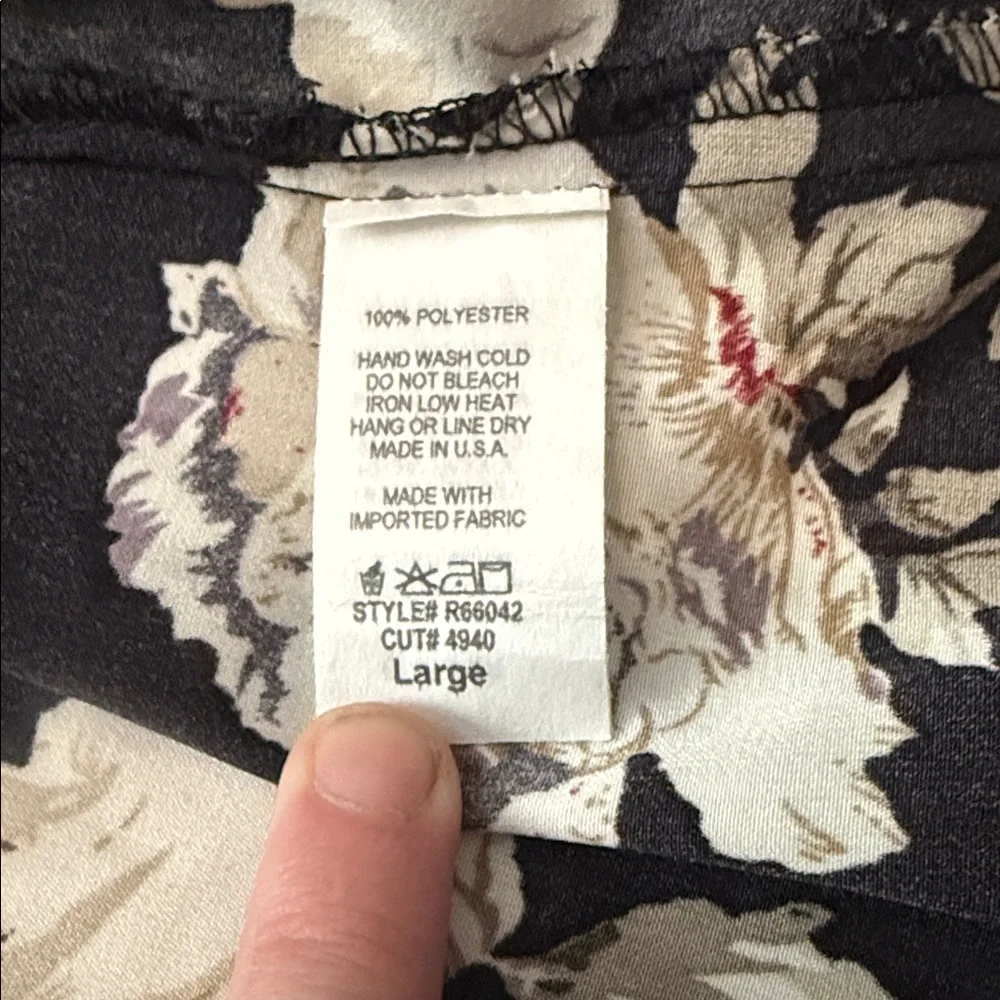 100% POLYESTER
HAND WASH COLD
DO NOT BLEACH
IRON LOW HEAT
HANG OR LINE DRY
MADE IN U.S.A.
MADE WITH
IMPORTED FABRIC
STYLE# R66042
CUT# 4940
Large